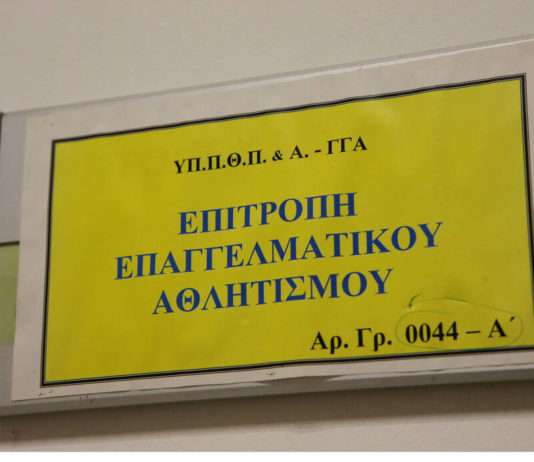 ΥΠ.Π.Θ.Π. & Α. - ΓΓΑ
ΕΠΙΤΡΟΠΗ
ΕΠΑΓΓΕΛΜΑΤΙΚΟΥ
ΑΘΛΗΤΙΣΜΟΥ
Αρ. Γρ. 0044 – Α΄